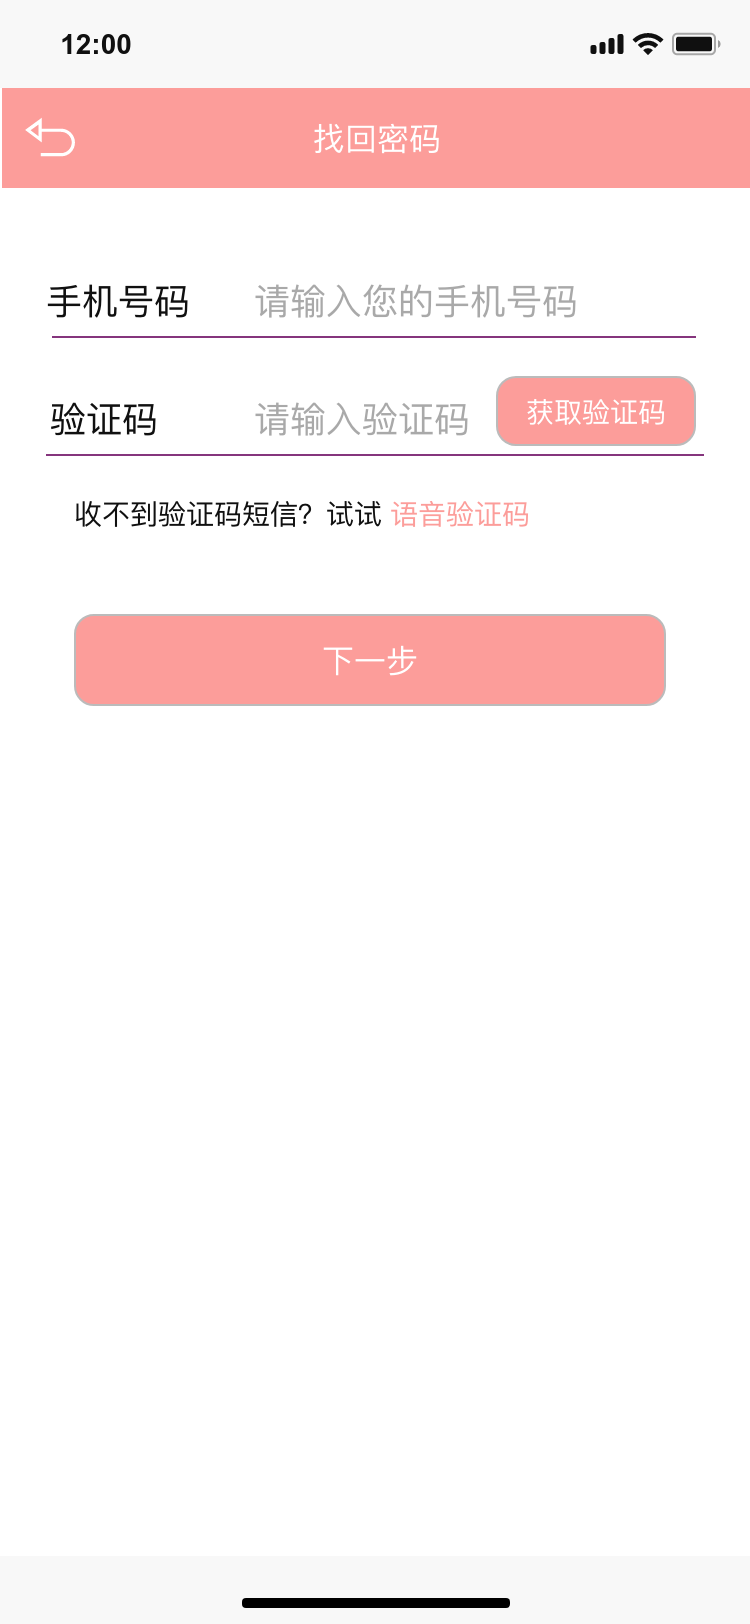 12:00
找回密码
手机号码 请输入您的手机号码
验证码 请输入验证码 获取验证码
收不到验证码短信？试试 语音验证码
下一步